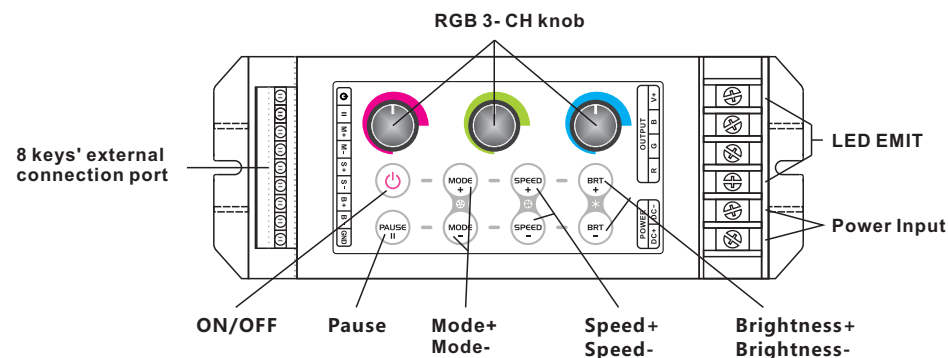 RGB 3- CH knob
8 keys' external
connection port
II
M+
M-
S+
S-
B+
B-
GND
MODE
+
SPEED
+
BRT
+
PAUSE
II
MODE
-
SPEED
-
BRT
-
OUTPUT
V+
B
G
R
POWER
DC-
DC+
LED EMIT
Power Input
ON/OFF
Pause
Mode+
Mode-
Speed+
Speed-
Brightness+
Brightness-